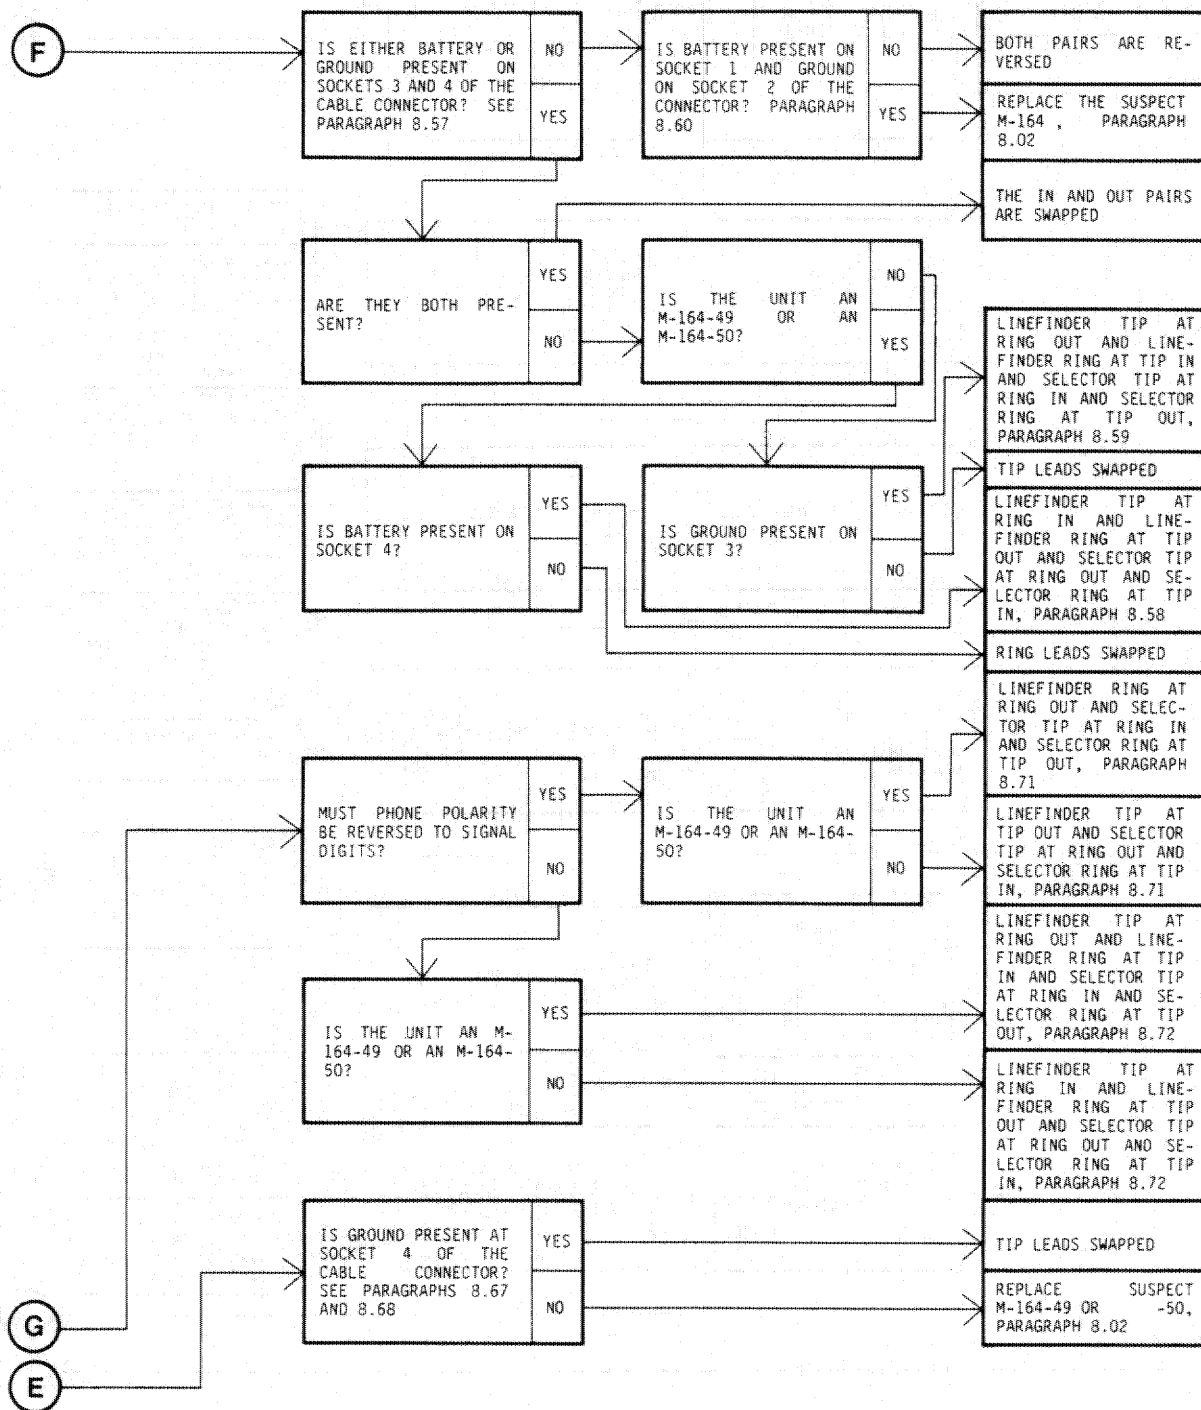 F
IS EITHER BATTERY OR
GROUND PRESENT ON
SOCKETS 3 AND 4 OF THE
CABLE CONNECTOR? SEE
PARAGRAPH 8.57
NO
YES
IS BATTERY PRESENT ON
SOCKET 1 AND GROUND
ON SOCKET 2 OF THE
CONNECTOR? PARAGRAPH
8.60
NO
YES
BOTH PAIRS ARE RE-
VERSED
REPLACE THE SUSPECT
M-164 , PARAGRAPH
8.02
THE IN AND OUT PAIRS
ARE SWAPPED
ARE THEY BOTH PRE-
SENT?
YES
NO
IS THE UNIT AN
M-164-49 OR AN
M-164-50?
NO
YES
LINEFINDER TIP AT
RING OUT AND LINE-
FINDER RING AT TIP IN
AND SELECTOR TIP AT
RING IN AND SELECTOR
RING AT TIP OUT,
PARAGRAPH 8.59
TIP LEADS SWAPPED
IS BATTERY PRESENT ON
SOCKET 4?
YES
NO
IS GROUND PRESENT ON
SOCKET 3?
YES
NO
LINEFINDER TIP AT
RING IN AND LINE-
FINDER RING AT TIP
OUT AND SELECTOR TIP
AT RING OUT AND SE-
LECTOR RING AT TIP
IN, PARAGRAPH 8.58
RING LEADS SWAPPED
LINEFINDER RING AT
RING OUT AND SELEC-
TOR TIP AT RING IN
AND SELECTOR RING AT
TIP OUT, PARAGRAPH
8.71
MUST PHONE POLARITY
BE REVERSED TO SIGNAL
DIGITS?
YES
NO
IS THE UNIT AN
M-164-49 OR AN M-164-
50?
YES
NO
LINEFINDER TIP AT
TIP OUT AND SELECTOR
TIP AT RING OUT AND
SELECTOR RING AT TIP
IN, PARAGRAPH 8.71
LINEFINDER TIP AT
RING OUT AND LINE-
FINDER RING AT TIP
IN AND SELECTOR TIP
AT RING IN AND SE-
LECTOR RING AT TIP
OUT, PARAGRAPH 8.72
IS THE UNIT AN M-
164-49 OR AN M-164-
50?
YES
NO
LINEFINDER TIP AT
RING IN AND LINE-
FINDER RING AT TIP
OUT AND SELECTOR TIP
AT RING OUT AND SE-
LECTOR RING AT TIP
IN, PARAGRAPH 8.72
IS GROUND PRESENT AT
SOCKET 4 OF THE
CABLE CONNECTOR?
SEE PARAGRAPHS 8.67
AND 8.68
YES
NO
TIP LEADS SWAPPED
REPLACE SUSPECT
M-164-49 OR -50,
PARAGRAPH 8.02
G
E